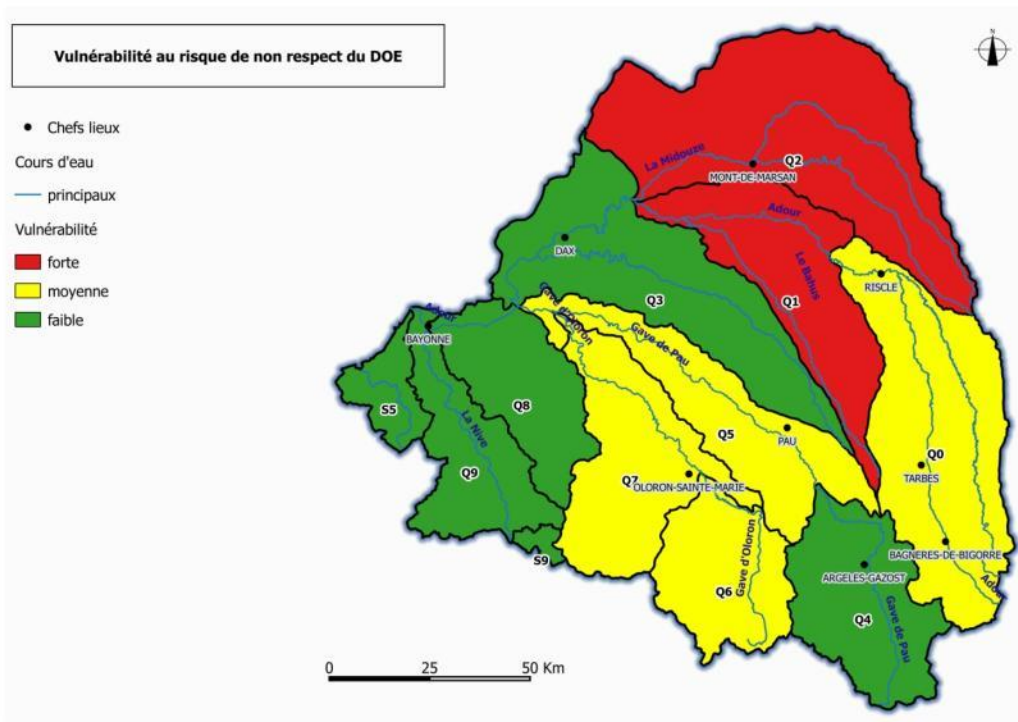 Vulnérabilité au risque de non respect du DOE
N
Chefs lieux
Cours d'eau
principaux
Vulnérabilité
forte
moyenne
faible
La Midouze
Q2
MONT-DE-MARSAN
Adour
DAX
Le Bahus
RISCLE
Q3
Q1
Gave d'Oloron
Adour
BAYONNE
Gave de Pau
S5
Q8
La Nive
Q5
PAU
Q0
Q9
Q7
OLORON-SAINTE-MARIE
TARBES
S9
Gave d'Oloron
BAGNERES-DE-BIGORRE
ARGELES-GAZOST
Adour
Q6
Q4
Gave de Pau
0 25 50 Km